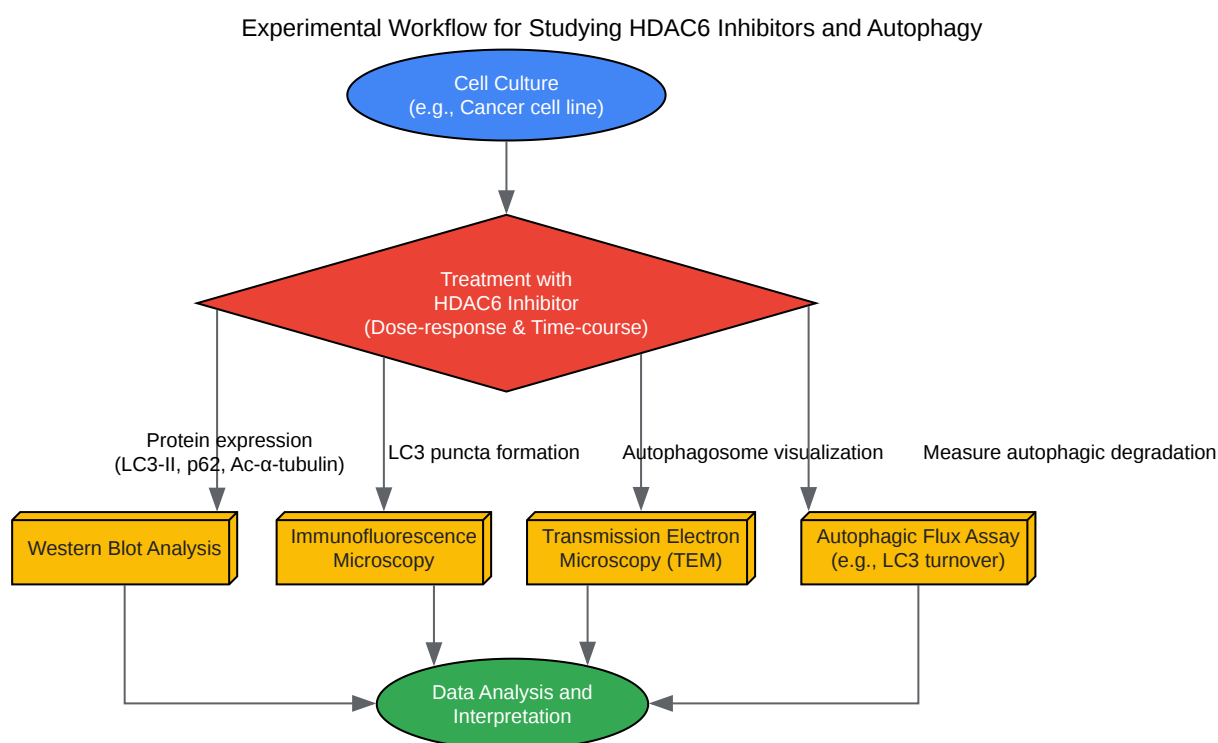 Experimental Workflow for Studying HDAC6 Inhibitors and Autophagy
Cell Culture
(e.g., Cancer cell line)
Treatment with
HDAC6 Inhibitor
(Dose-response & Time-course)
Protein expression
(LC3-II, p62, Ac-α-tubulin)
LC3 puncta formation
Autophagosome visualization
Measure autophagic degradation
Western Blot Analysis
Immunofluorescence
Microscopy
Transmission Electron
Microscopy (TEM)
Autophagic Flux Assay
(e.g., LC3 turnover)
Data Analysis and
Interpretation